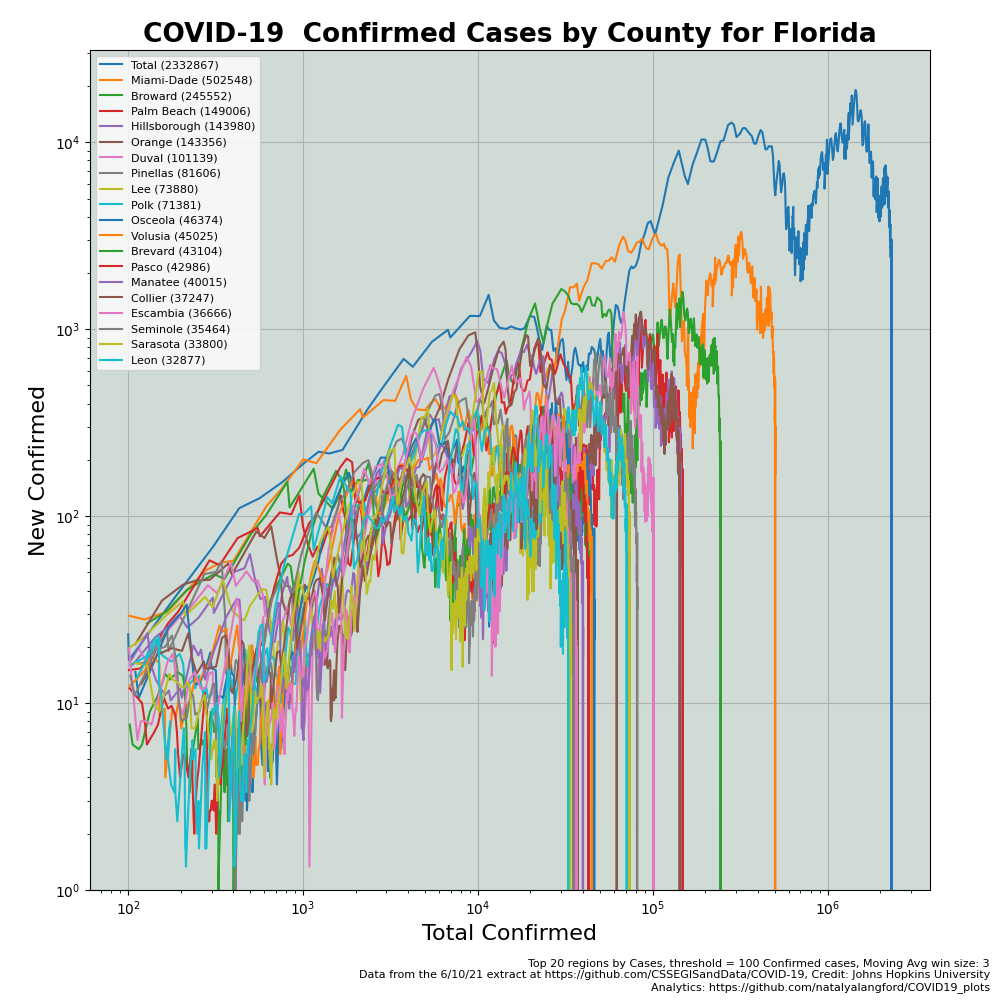 COVID-19  Confirmed Cases by County for Florida
Total (2332867)
Miami-Dade (502548)
Broward (245552)
Palm Beach (149006)
Hillsborough (143980)
Orange (143356)
Duval (101139)
Pinellas (81606)
Lee (73880)
Polk (71381)
Osceola (46374)
Volusia (45025)
Brevard (43104)
Pasco (42986)
Manatee (40015)
Collier (37247)
Escambia (36666)
Seminole (35464)
Sarasota (33800)
Leon (32877)
New Confirmed
10⁴
10³
10²
10¹
10⁰
10² 10³ 10⁴ 10⁵ 10⁶
Total Confirmed
Top 20 regions by Cases, threshold = 100 Confirmed cases, Moving Avg win size: 3
Data from the 6/10/21 extract at https://github.com/CSSEGISandData/COVID-19, Credit: Johns Hopkins University
Analytics: https://github.com/natalyalangford/COVID19_plots